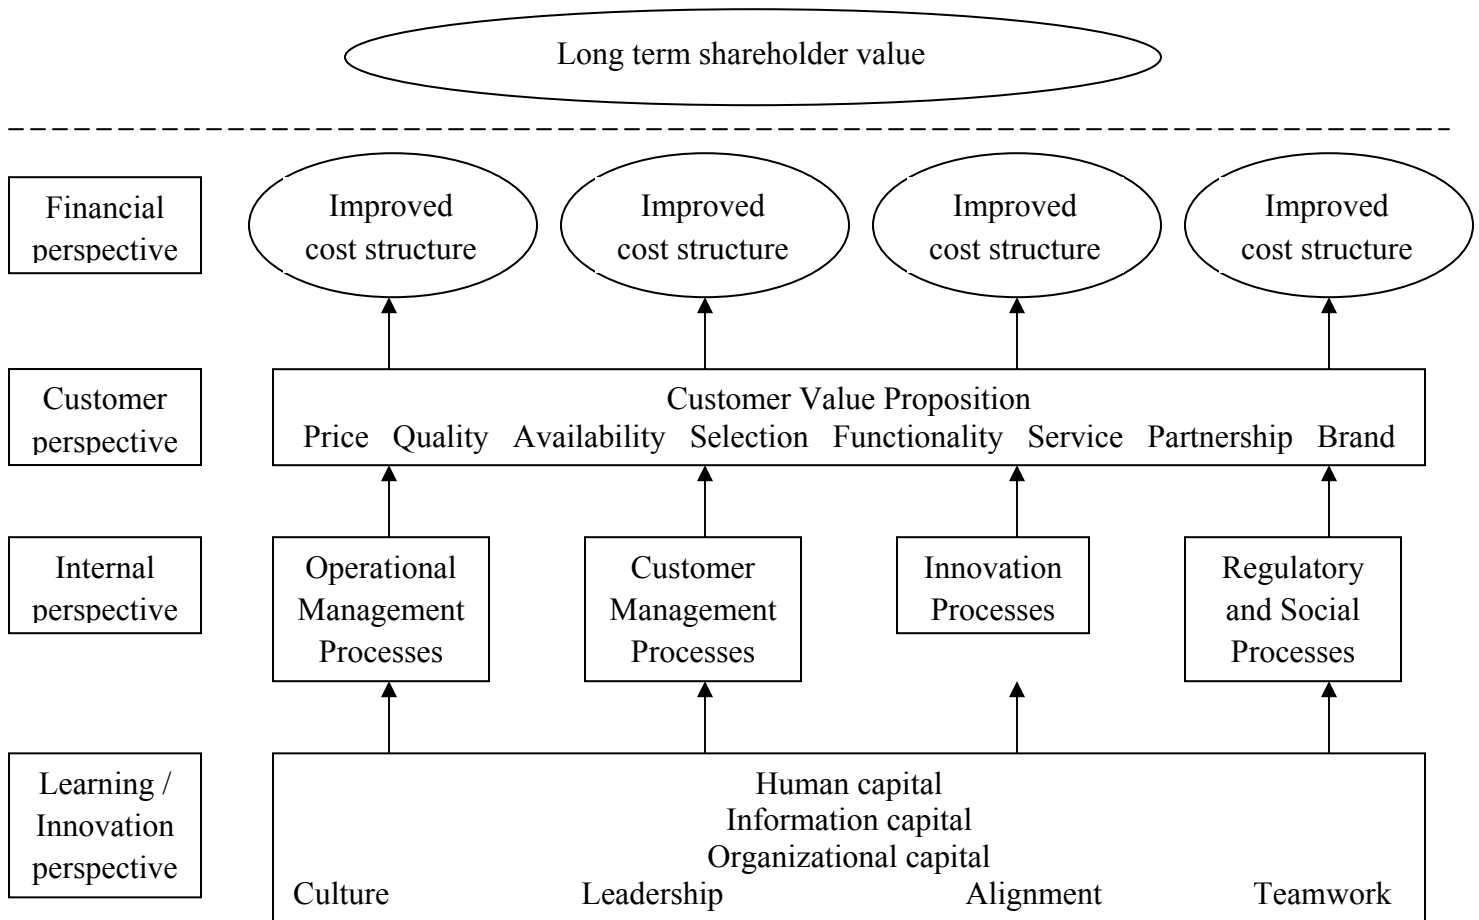 Long term shareholder value
Financial
perspective
Improved
cost structure
Improved
cost structure
Improved
cost structure
Improved
cost structure
Customer
perspective
Customer Value Proposition
Price Quality Availability Selection Functionality Service Partnership Brand
Internal
perspective
Operational
Management
Processes
Customer
Management
Processes
Innovation
Processes
Regulatory
and Social
Processes
Learning /
Innovation
perspective
Human capital
Information capital
Organizational capital
Culture Leadership Alignment Teamwork